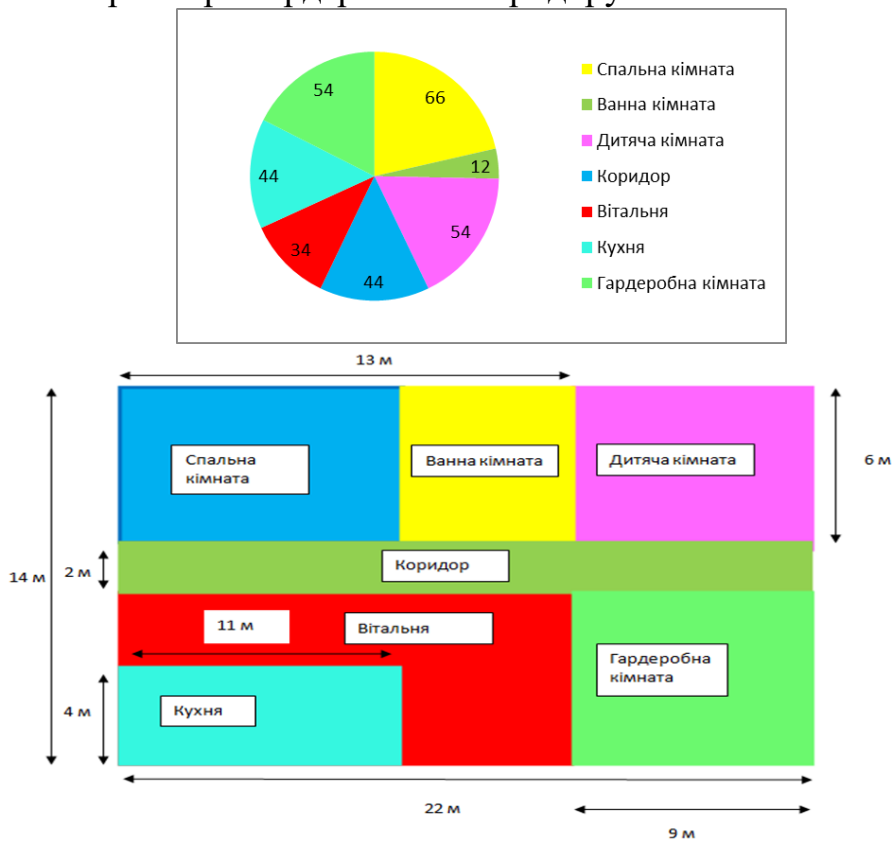 66
12
54
44
34
44
54
Спальна кімната
Ванна кімната
Дитяча кімната
Коридор
Вітальня
Кухня
Гардеробна кімната
13 м
Спальна
кімната
Ванна кімната
Дитяча кімната
6 м
Коридор
14 м
2 м
11 м
Вітальня
Гардеробна
кімната
4 м
Кухня
22 м
9 м